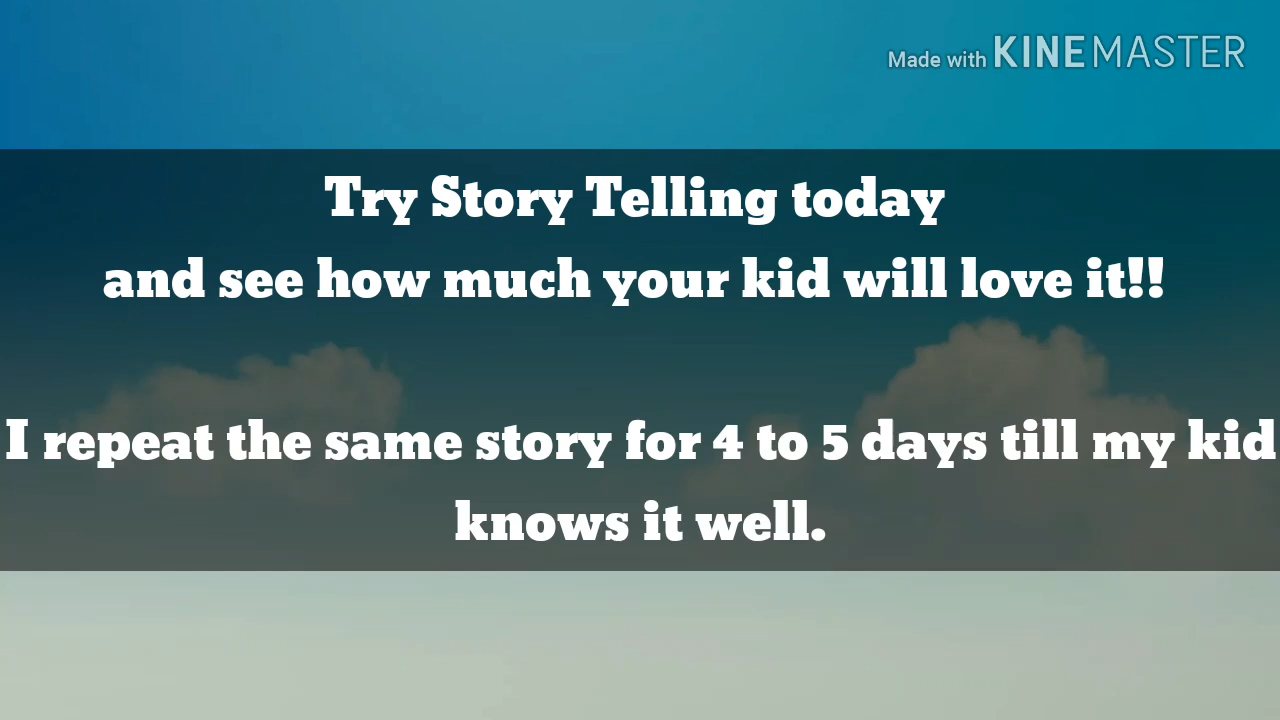 Made with KINEMASTER
Try Story Telling today
and see how much your kid will love it!!
I repeat the same story for 4 to 5 days till my kid
knows it well.